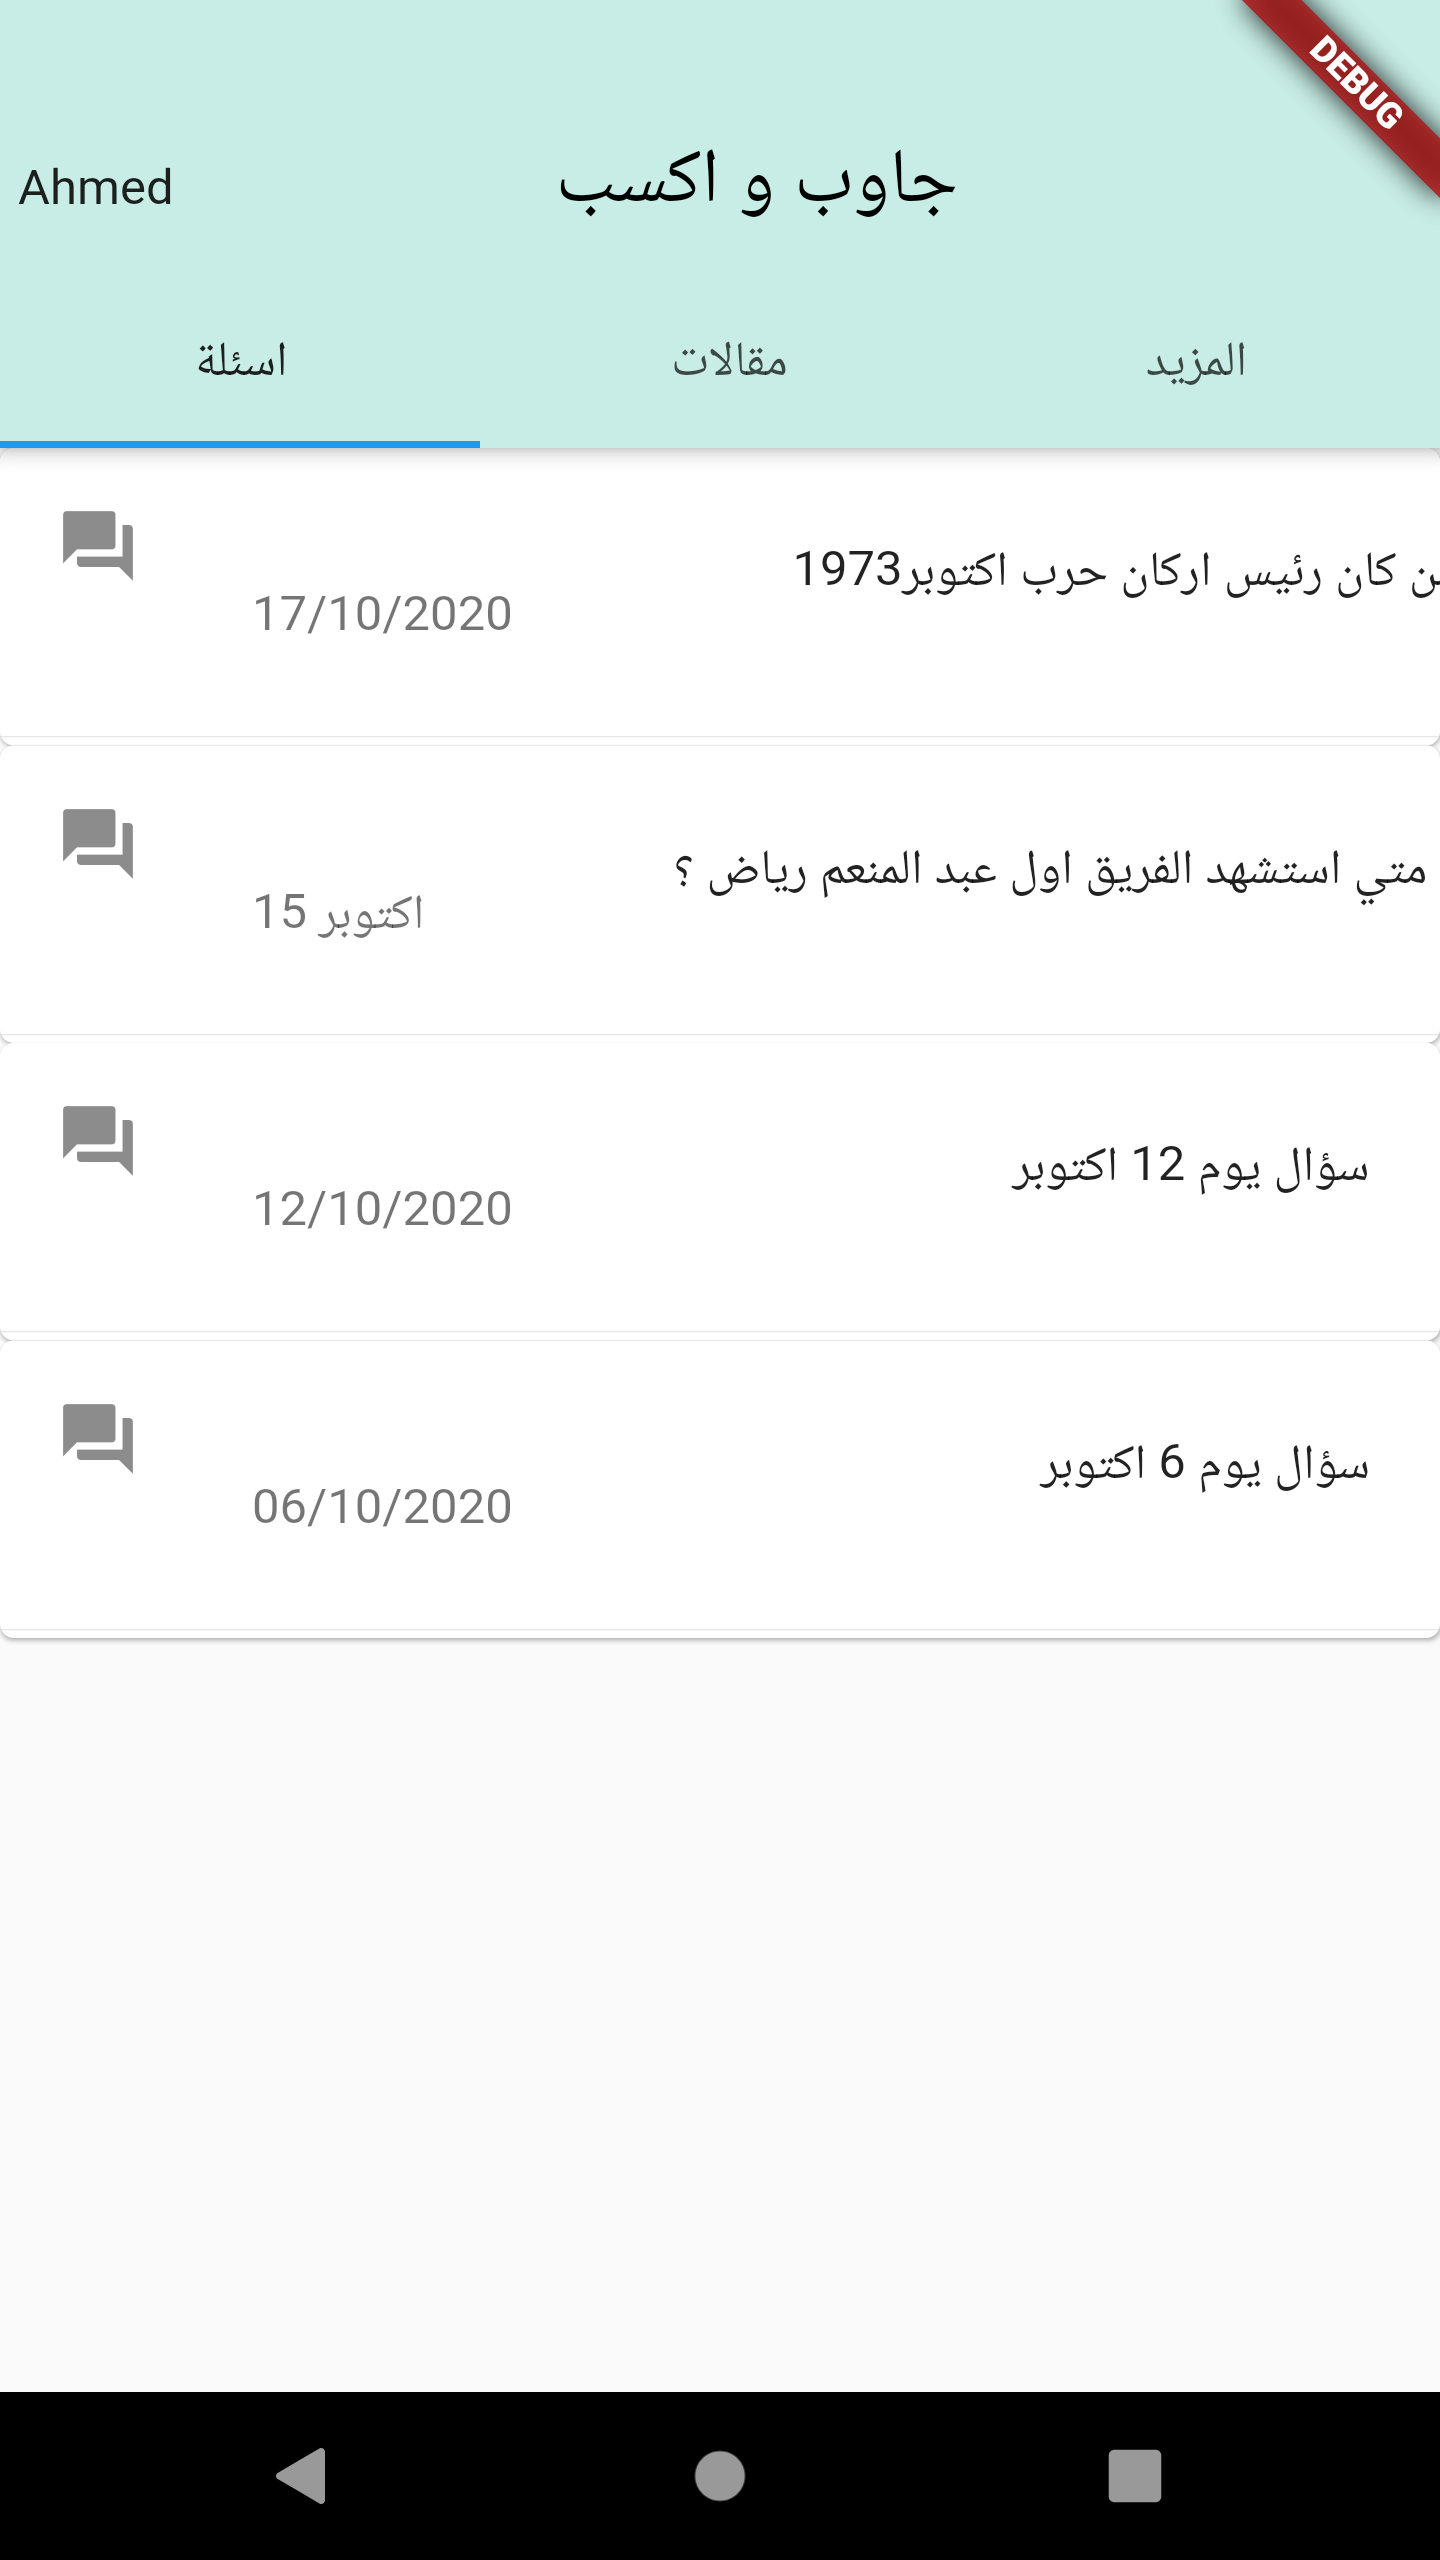 DEBUG
Ahmed
جاوب و اكسب
اسئلة
مقالات
المزيد
كان رئيس اركان حرب اكتوبر1973
17/10/2020
متي استشهد الفريق اول عبد المنعم رياض ؟
15 اكتوبر
سؤال يوم 12 اكتوبر
12/10/2020
سؤال يوم 6 اكتوبر
06/10/2020